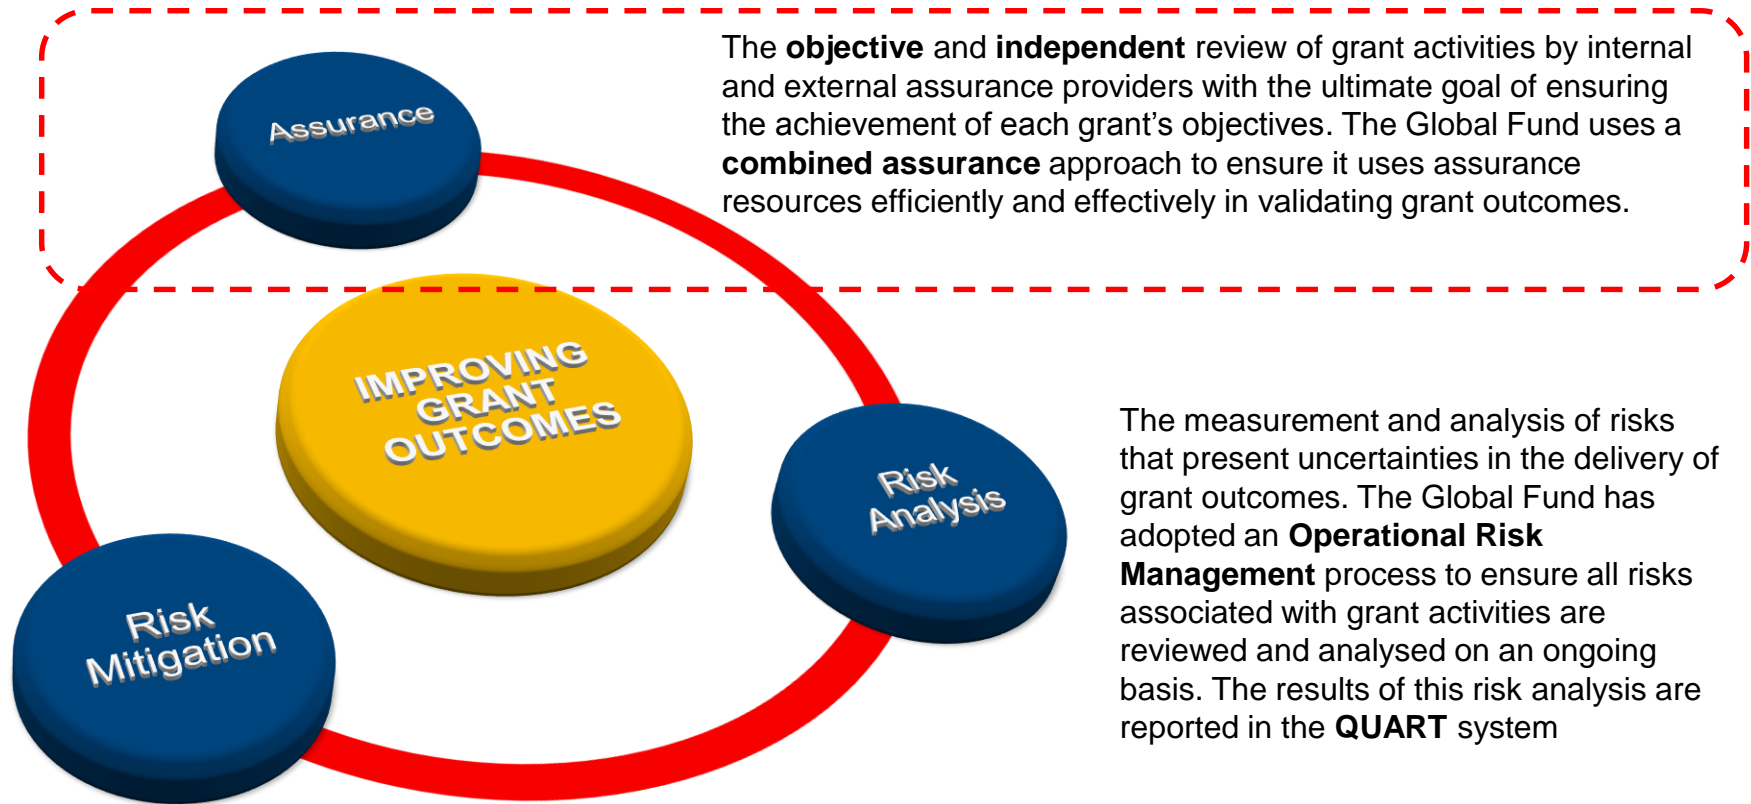 The objective and independent review of grant activities by internal
and external assurance providers with the ultimate goal of ensuring
the achievement of each grant’s objectives. The Global Fund uses a
combined assurance approach to ensure it uses assurance
resources efficiently and effectively in validating grant outcomes.
Assurance
IMPROVING
GRANT
OUTCOMES
Risk
Analysis
The measurement and analysis of risks
that present uncertainties in the delivery of
grant outcomes. The Global Fund has
adopted an Operational Risk
Management process to ensure all risks
associated with grant activities are
reviewed and analysed on an ongoing
basis. The results of this risk analysis are
reported in the QUART system
Risk
Mitigation